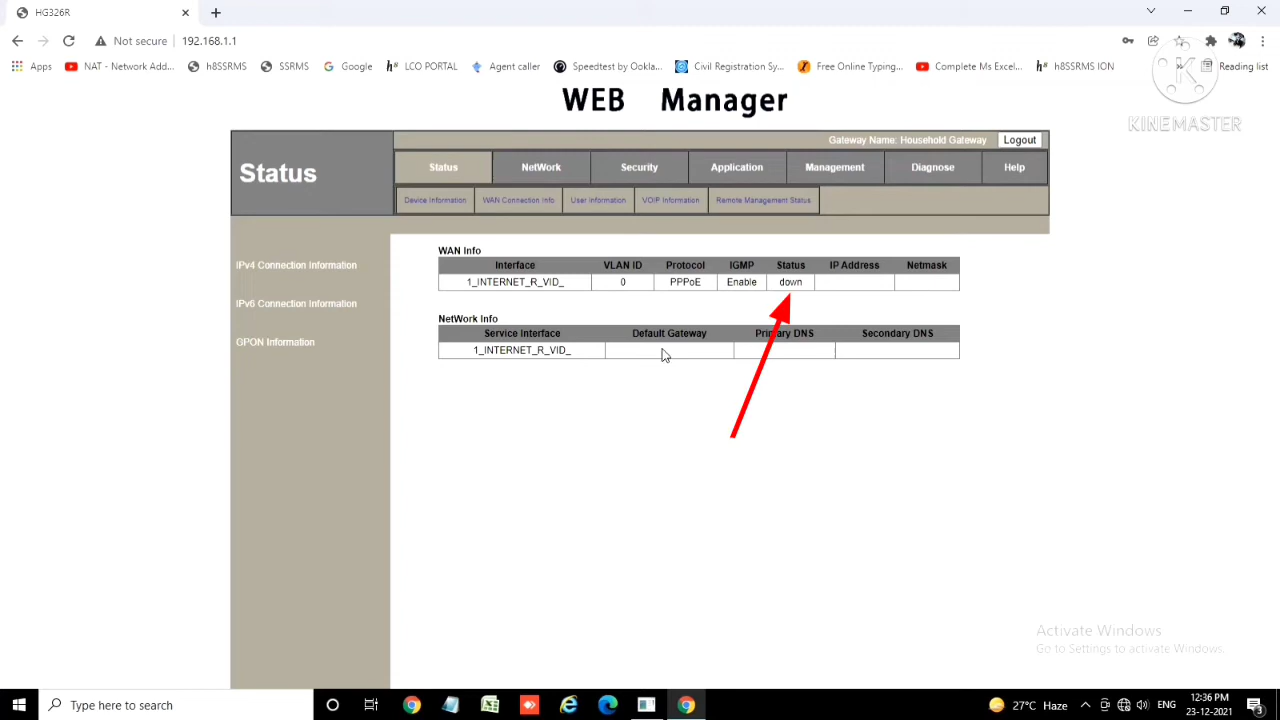 HG326R
Not secure 192.168.1.1
Apps NAT - Network Add... h8SSRMS SSRMS Google LCO PORTAL Agent caller Speedtest by Ookla... Civil Registration Sy... Free Online Typing... Complete Ms Excel... h8SSRMS ION Reading list
K
KINEMASTER
WEB Manager
Gateway Name: Household Gateway Logout
Status
Status NetWork Security Application Management Diagnose Help
Device Information WAN Connection Info User Information VOIP Information Remote Management Status
IPv4 Connection Information
IPv6 Connection Information
GPON Information
WAN Info
Interface VLAN ID Protocol IGMP Status IP Address Netmask
1_INTERNET_R_VID_ 0 PPPoE Enable down
NetWork Info
Service Interface Default Gateway Primary DNS Secondary DNS
1_INTERNET_R_VID_
Activate Windows
Go to Settings to activate Windows.
Type here to search
27°C Haze ENG 12:36 PM
23-12-2021
3